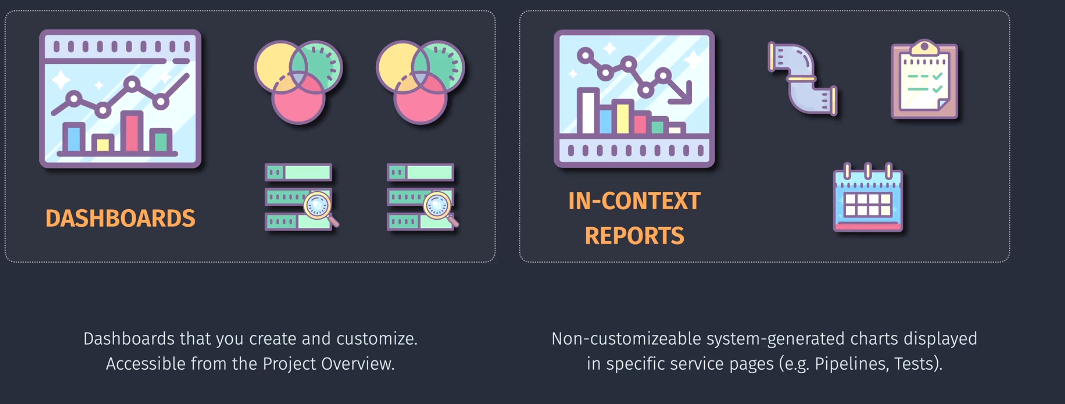 DASHBOARDS
Dashboards that you create and customize.
Accessible from the Project Overview.
IN-CONTEXT
REPORTS
Non-customizeable system-generated charts displayed
in specific service pages (e.g. Pipelines, Tests).